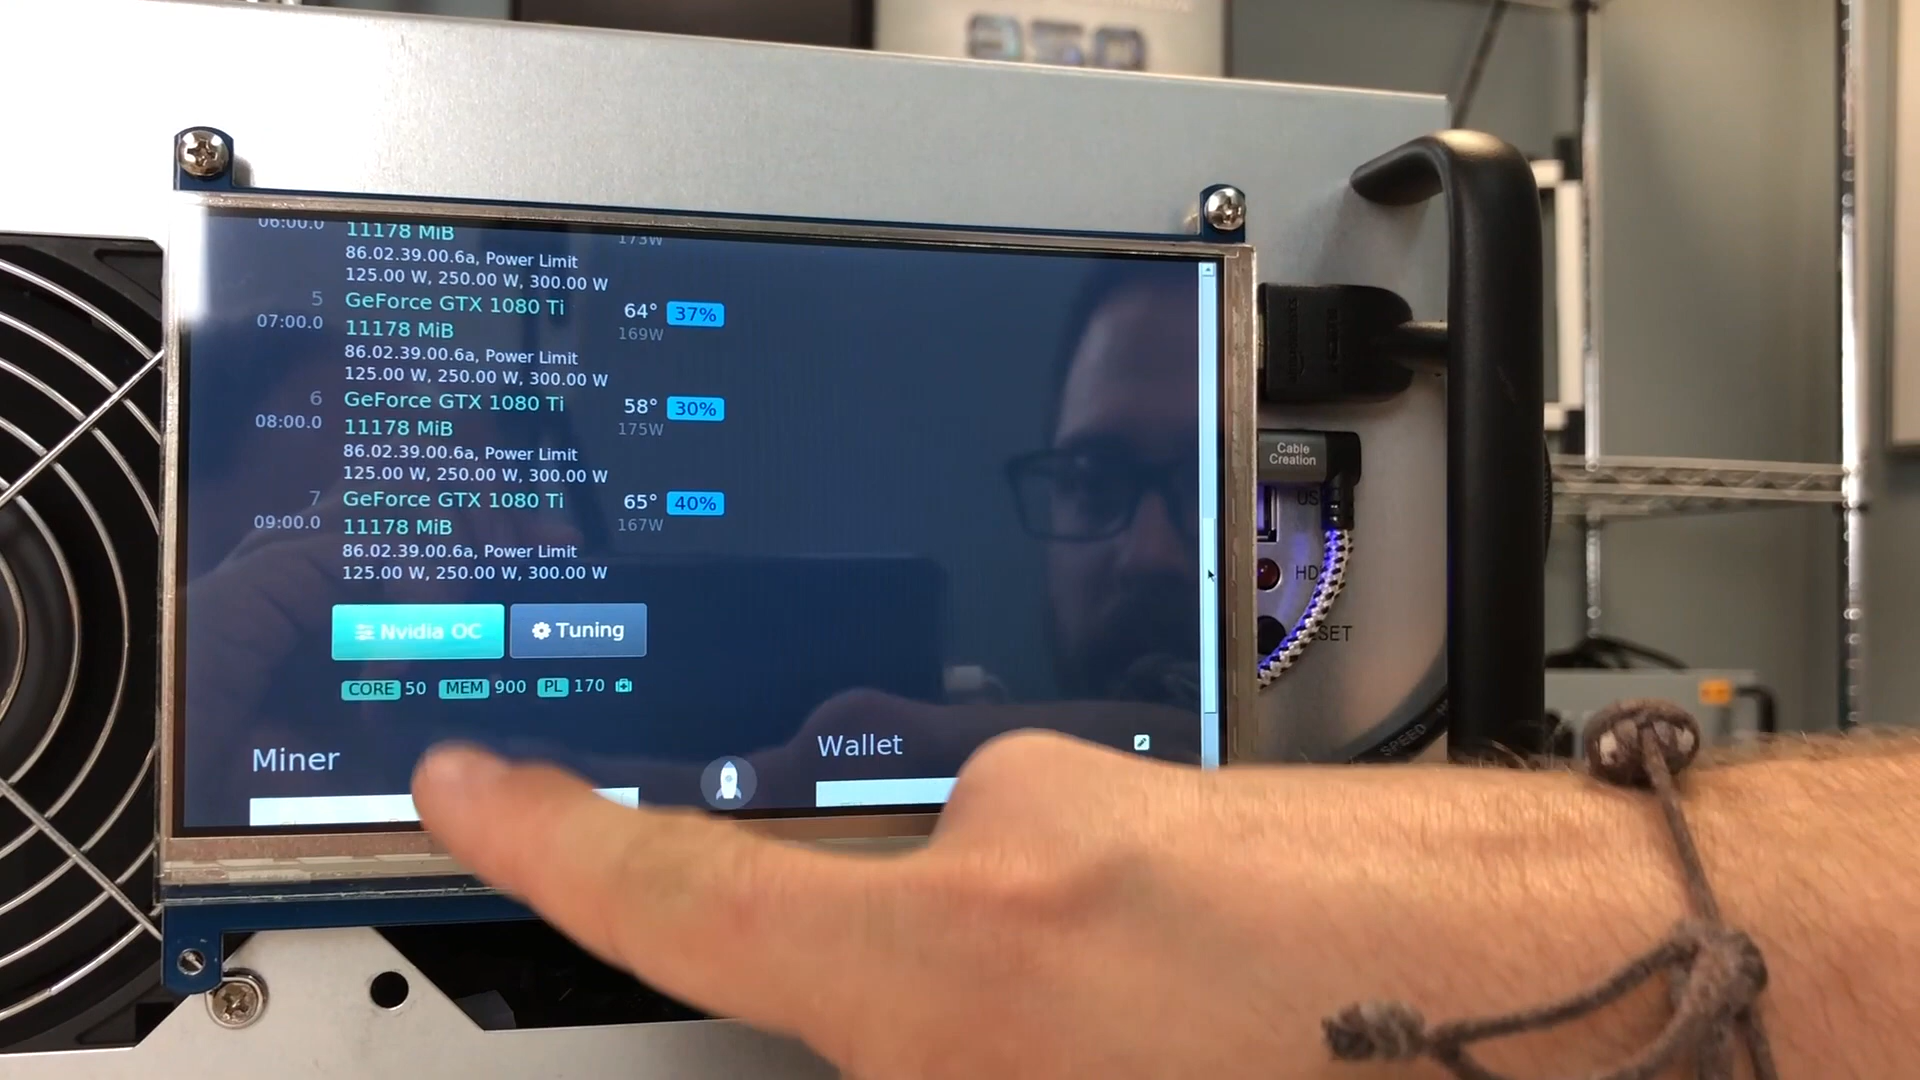 06:00.0 11178 MiB 173W
86.02.39.00.6a, Power Limit
125.00 W, 250.00 W, 300.00 W
5 GeForce GTX 1080 Ti 64° 37%
07:00.0 11178 MiB 169W
86.02.39.00.6a, Power Limit
125.00 W, 250.00 W, 300.00 W
6 GeForce GTX 1080 Ti 58° 30%
08:00.0 11178 MiB 175W
86.02.39.00.6a, Power Limit
125.00 W, 250.00 W, 300.00 W
7 GeForce GTX 1080 Ti 65° 40%
09:00.0 11178 MiB 167W
86.02.39.00.6a, Power Limit
125.00 W, 250.00 W, 300.00 W
Nvidia OC Tuning
CORE 50 MEM 900 PL 170
Miner Wallet
Cable
Creation
US
HD
SET
SPEED